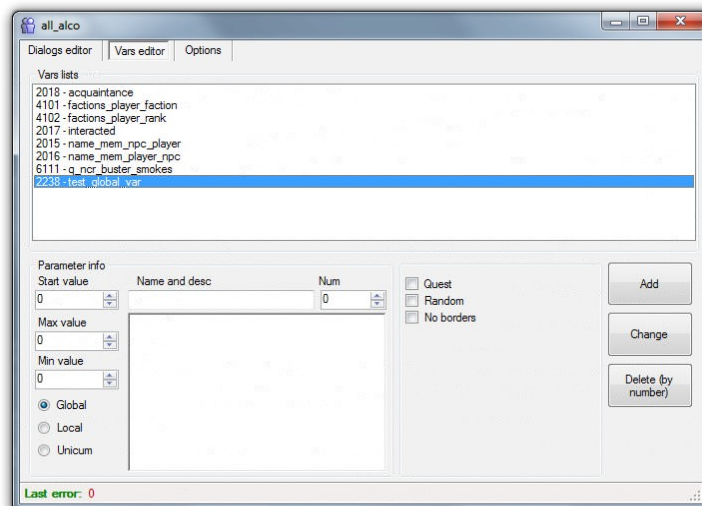 all_alco
Dialogs editor Vars editor Options
Vars lists
2018 - acquaintance
4101 - factions_player_faction
4102 - factions_player_rank
2017 - interacted
2015 - name_mem_npc_player
2016 - name_mem_player_npc
6111 - q_ncr_buster_smokes
2238 - test_global_var
Parameter info
Start value Name and desc Num
0 0
Max value
0
Min value
0
Global
Local
Unicum
Quest
Random
No borders
Add
Change
Delete (by
number)
Last error: 0